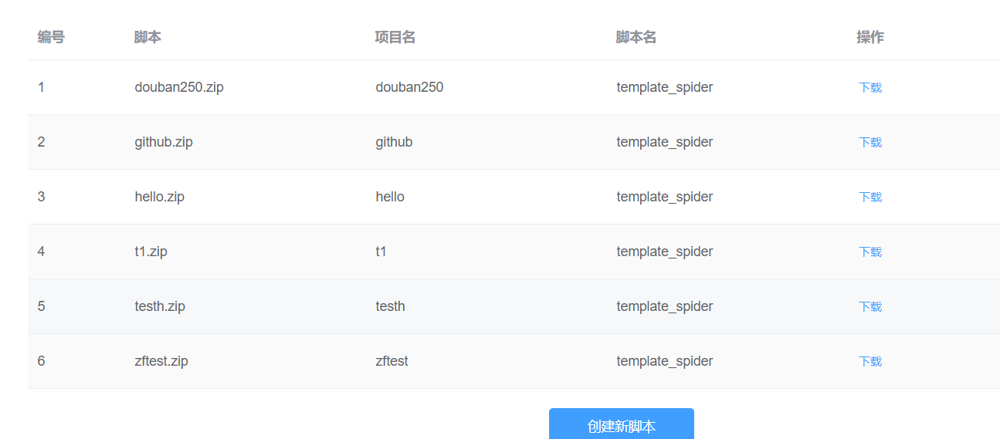 编号 脚本 项目名 脚本名 操作
1 douban250.zip douban250 template_spider 下载
2 github.zip github template_spider 下载
3 hello.zip hello template_spider 下载
4 t1.zip t1 template_spider 下载
5 testh.zip testh template_spider 下载
6 zftest.zip zftest template_spider 下载
创建新脚本